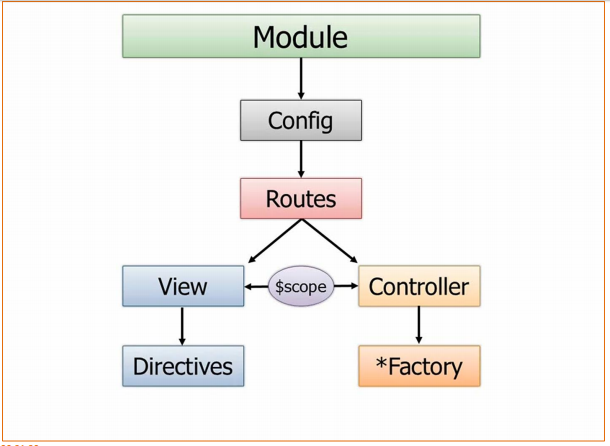 Module
Config
Routes
View
$scope
Controller
Directives
*Factory